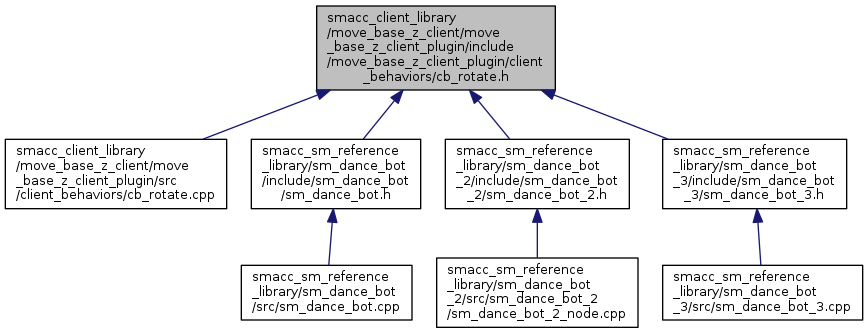 smacc_client_library
/move_base_z_client/move
_base_z_client_plugin/include
/move_base_z_client_plugin/client
_behaviors/cb_rotate.h
smacc_client_library
/move_base_z_client/move
_base_z_client_plugin/src
/client_behaviors/cb_rotate.cpp
smacc_sm_reference
_library/sm_dance_bot
/include/sm_dance_bot
/sm_dance_bot.h
smacc_sm_reference
_library/sm_dance_bot
_2/include/sm_dance_bot
_2/sm_dance_bot_2.h
smacc_sm_reference
_library/sm_dance_bot
_3/include/sm_dance_bot
_3/sm_dance_bot_3.h
smacc_sm_reference
_library/sm_dance_bot
/src/sm_dance_bot.cpp
smacc_sm_reference
_library/sm_dance_bot
_2/src/sm_dance_bot_2
/sm_dance_bot_2_node.cpp
smacc_sm_reference
_library/sm_dance_bot
_3/src/sm_dance_bot_3.cpp